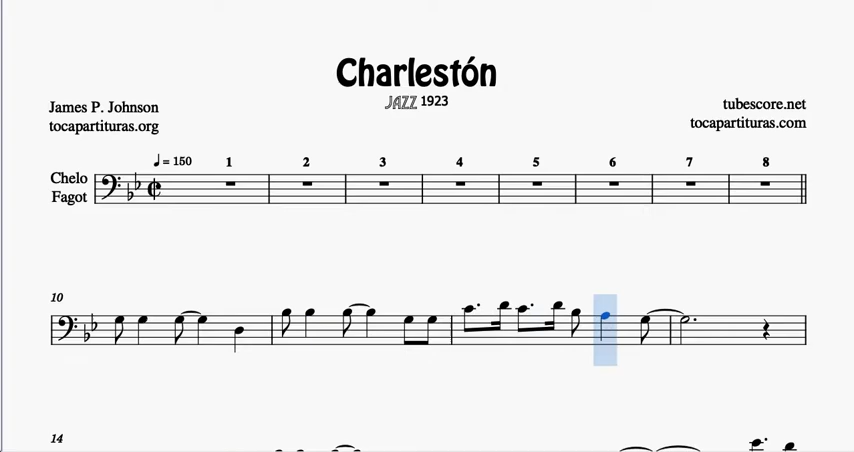 Charlestón
JAZZ 1923
James P. Johnson
tocapartituras.org
tubescore.net
tocapartituras.com
♩ = 150
1 2 3 4 5 6 7 8
Chelo
Fagot
10
14